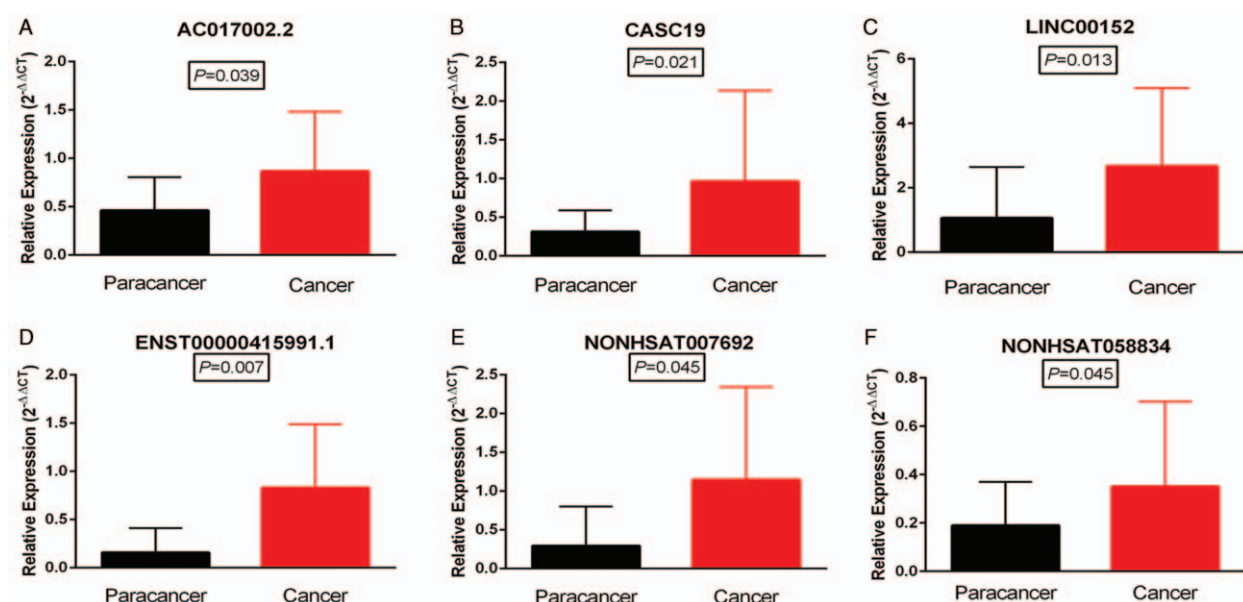 A
AC017002.2
P=0.039
Relative Expression (2-ΔΔCT)
2.0
1.5
1.0
0.5
0.0
Paracancer Cancer
B
CASC19
P=0.021
Relative Expression (2-ΔΔCT)
2.5
2.0
1.5
1.0
0.5
0.0
Paracancer Cancer
C
LINC00152
P=0.013
Relative Expression (2-ΔΔCT)
6
4
2
0
Paracancer Cancer
D
ENST00000415991.1
P=0.007
Relative Expression (2-ΔΔCT)
2.0
1.5
1.0
0.5
0.0
Paracancer Cancer
E
NONHSAT007692
P=0.045
Relative Expression (2-ΔΔCT)
2.5
2.0
1.5
1.0
0.5
0.0
Paracancer Cancer
F
NONHSAT058834
P=0.045
Relative Expression (2-ΔΔCT)
0.8
0.6
0.4
0.2
0.0
Paracancer Cancer